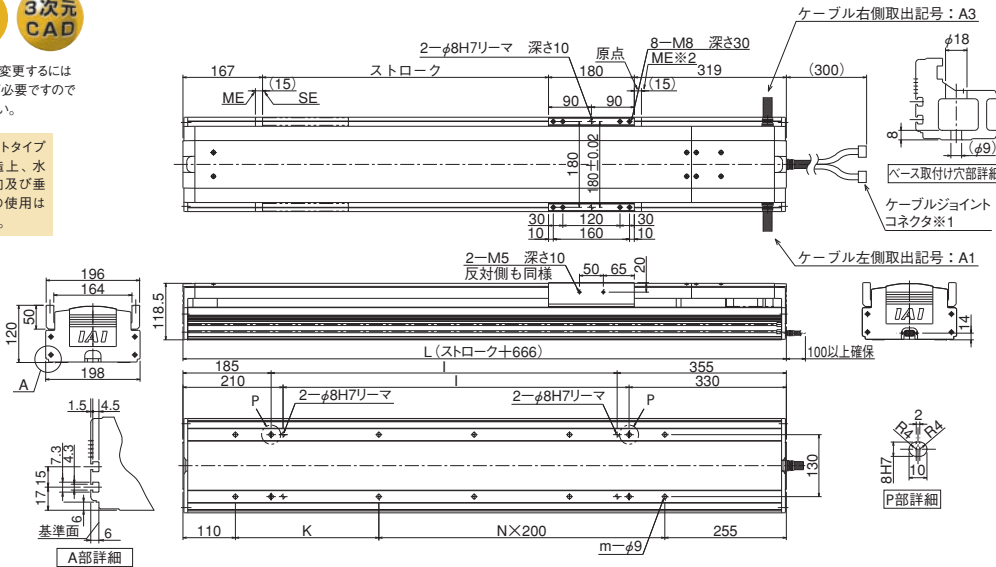 3次元
CAD
変更するには
必要ですので
い。
トタイプ
造上、水
向及び垂
の使用は
。
ケーブル右側取出記号：A3
2－φ8H7リーマ 深さ10
原点
8－M8 深さ30
ME※2
167
ストローク
180
(15)
319
(300)
(15)
ME
SE
90
90
180
180±0.02
30
120
30
10
160
10
φ18
8
(φ9)
ベース取付け穴部詳細
ケーブルジョイント
コネクタ※1
ケーブル左側取出記号：A1
2－M5 深さ10
反対側も同様
50
65
20
196
164
50
120
IAI
198
A
118.5
L(ストローク＋666)
100以上確保
IAI
14
185
I
355
210
I
330
P
2－φ8H7リーマ
2－φ8H7リーマ
P
130
110
K
N×200
255
m－φ9
1.5
4.5
7.3
4.3
15
17
6
6
基準面
A部詳細
2
R4
R4
8H7
10
P部詳細